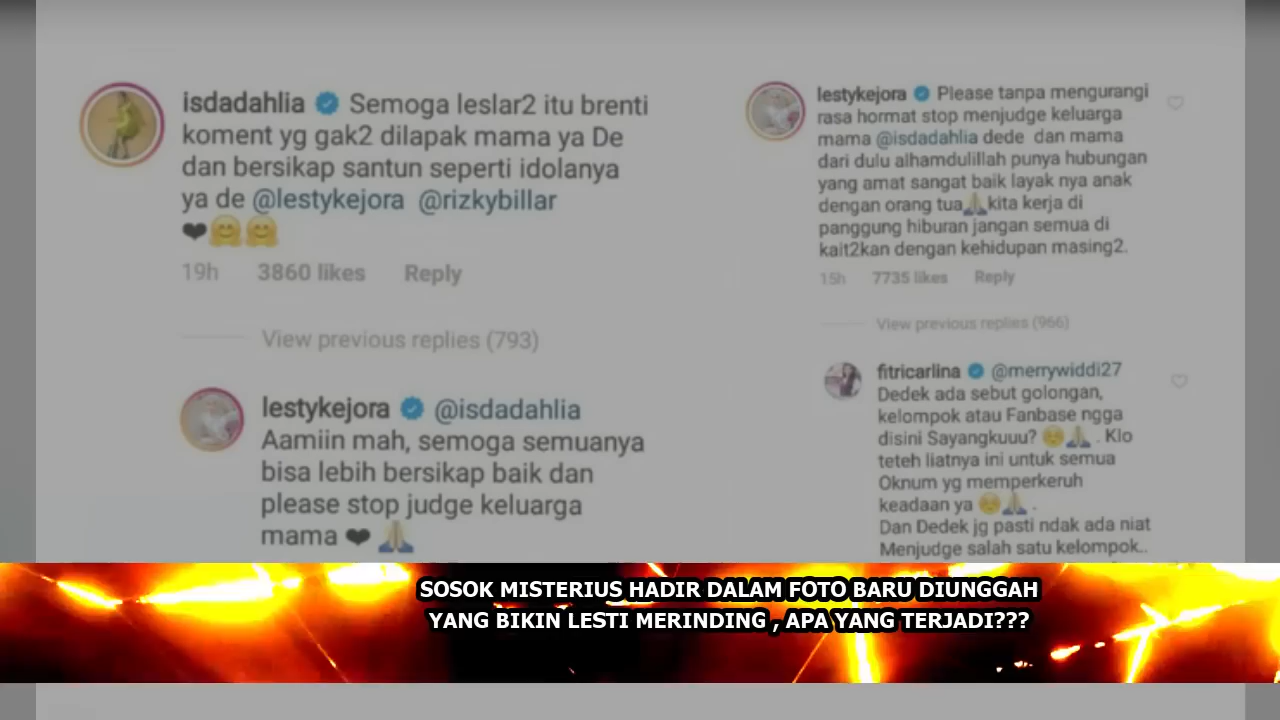 isdadahlia Semoga leslar2 itu brenti
koment yg gak2 dilapak mama ya De
dan bersikap santun seperti idolanya
ya de @lestykejora @rizkybillar
❤🤗🤗
19h 3860 likes Reply
View previous replies (793)
lestykejora @isdadahlia
Aamiin mah, semoga semuanya
bisa lebih bersikap baik dan
please stop judge keluarga
mama ❤🙏
lestykejora Please tanpa mengurangi
rasa hormat stop menjudge keluarga
mama @isdadahlia dede dan mama
dari dulu alhamdulillah punya hubungan
yang amat sangat baik layak nya anak
dengan orang tua🙏kita kerja di
panggung hiburan jangan semua di
kait2kan dengan kehidupan masing2.
15h 7735 likes Reply
View previous replies (966)
fitricarlina @merrywiddi27
Dedek ada sebut golongan,
kelompok atau Fanbase ngga
disini Sayangkuuu? ☺🙏 . Klo
teteh liatnya ini untuk semua
Oknum yg memperkeruh
keadaan ya ☺🙏 .
Dan Dedek jg pasti ndak ada niat
Menjudge salah satu kelompok..
SOSOK MISTERIUS HADIR DALAM FOTO BARU DIUNGGAH
YANG BIKIN LESTI MERINDING , APA YANG TERJADI???